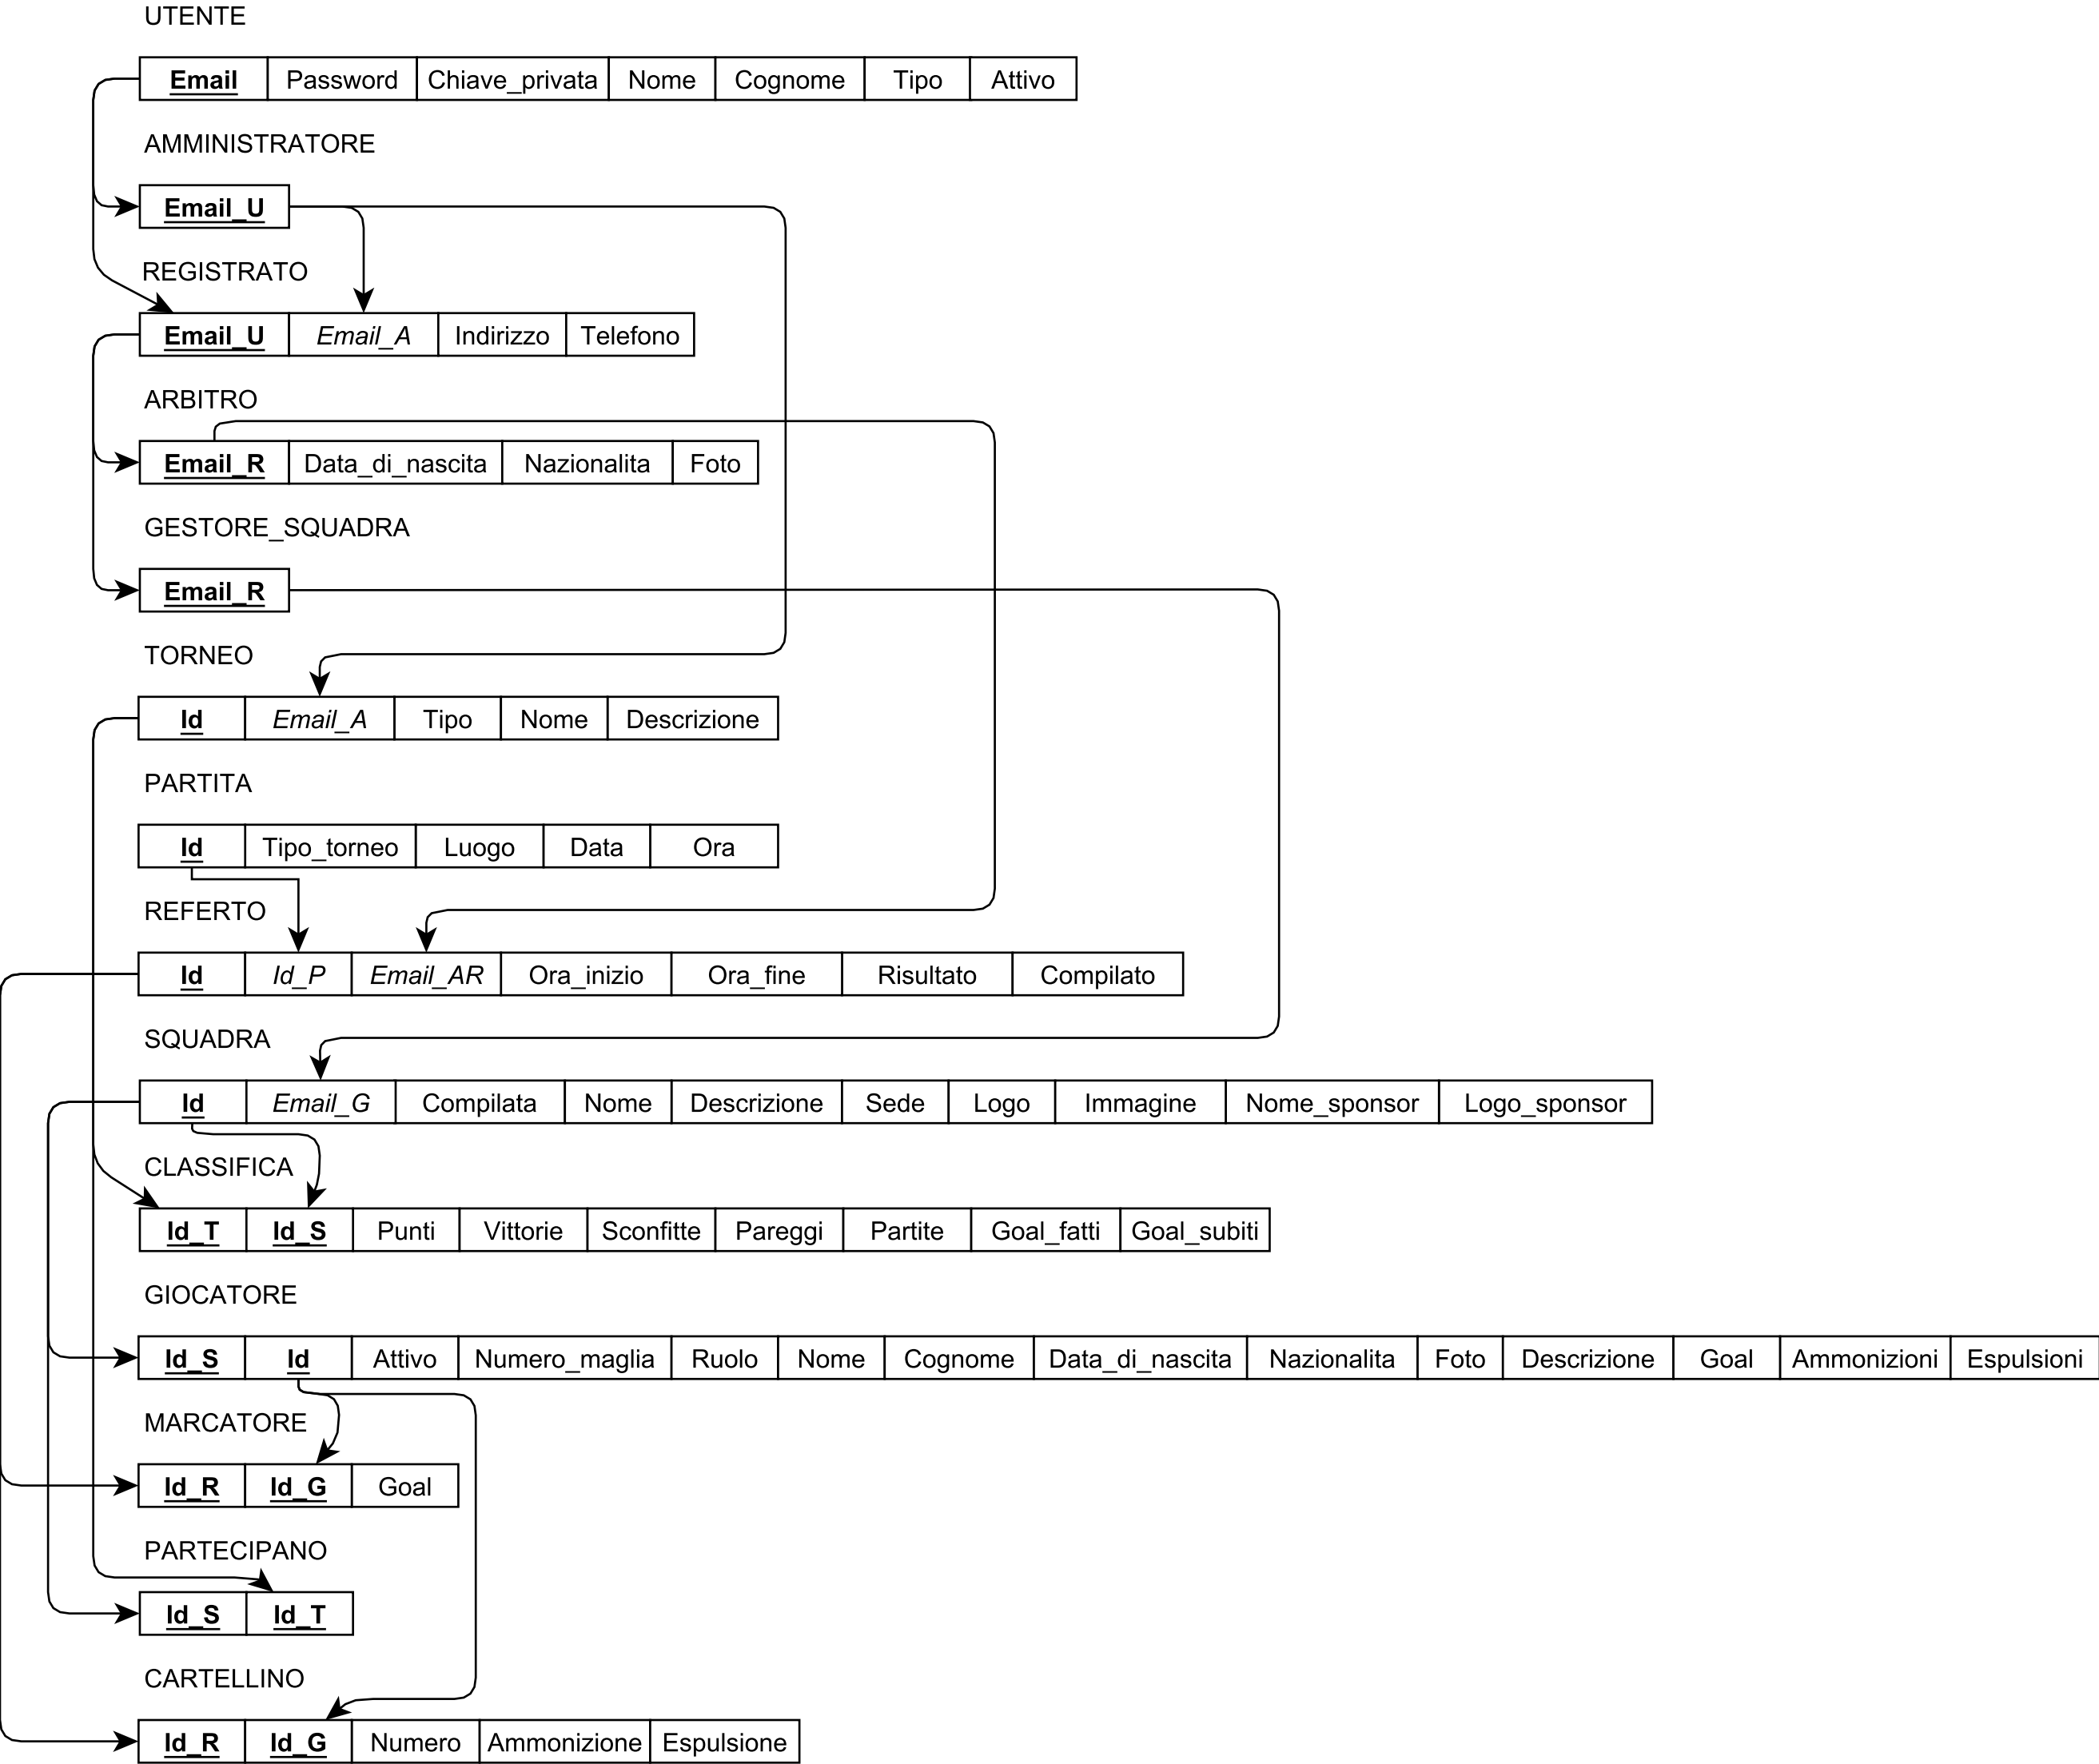 UTENTE
Email Password Chiave_privata Nome Cognome Tipo Attivo
AMMINISTRATORE
Email_U
REGISTRATO
Email_U Email_A Indirizzo Telefono
ARBITRO
Email_R Data_di_nascita Nazionalita Foto
GESTORE_SQUADRA
Email_R
TORNEO
Id Email_A Tipo Nome Descrizione
PARTITA
Id Tipo_torneo Luogo Data Ora
REFERTO
Id Id_P Email_AR Ora_inizio Ora_fine Risultato Compilato
SQUADRA
Id Email_G Compilata Nome Descrizione Sede Logo Immagine Nome_sponsor Logo_sponsor
CLASSIFICA
Id_T Id_S Punti Vittorie Sconfitte Pareggi Partite Goal_fatti Goal_subiti
GIOCATORE
Id_S Id Attivo Numero_maglia Ruolo Nome Cognome Data_di_nascita Nazionalita Foto Descrizione Goal Ammonizioni Espulsioni
MARCATORE
Id_R Id_G Goal
PARTECIPANO
Id_S Id_T
CARTELLINO
Id_R Id_G Numero Ammonizione Espulsione